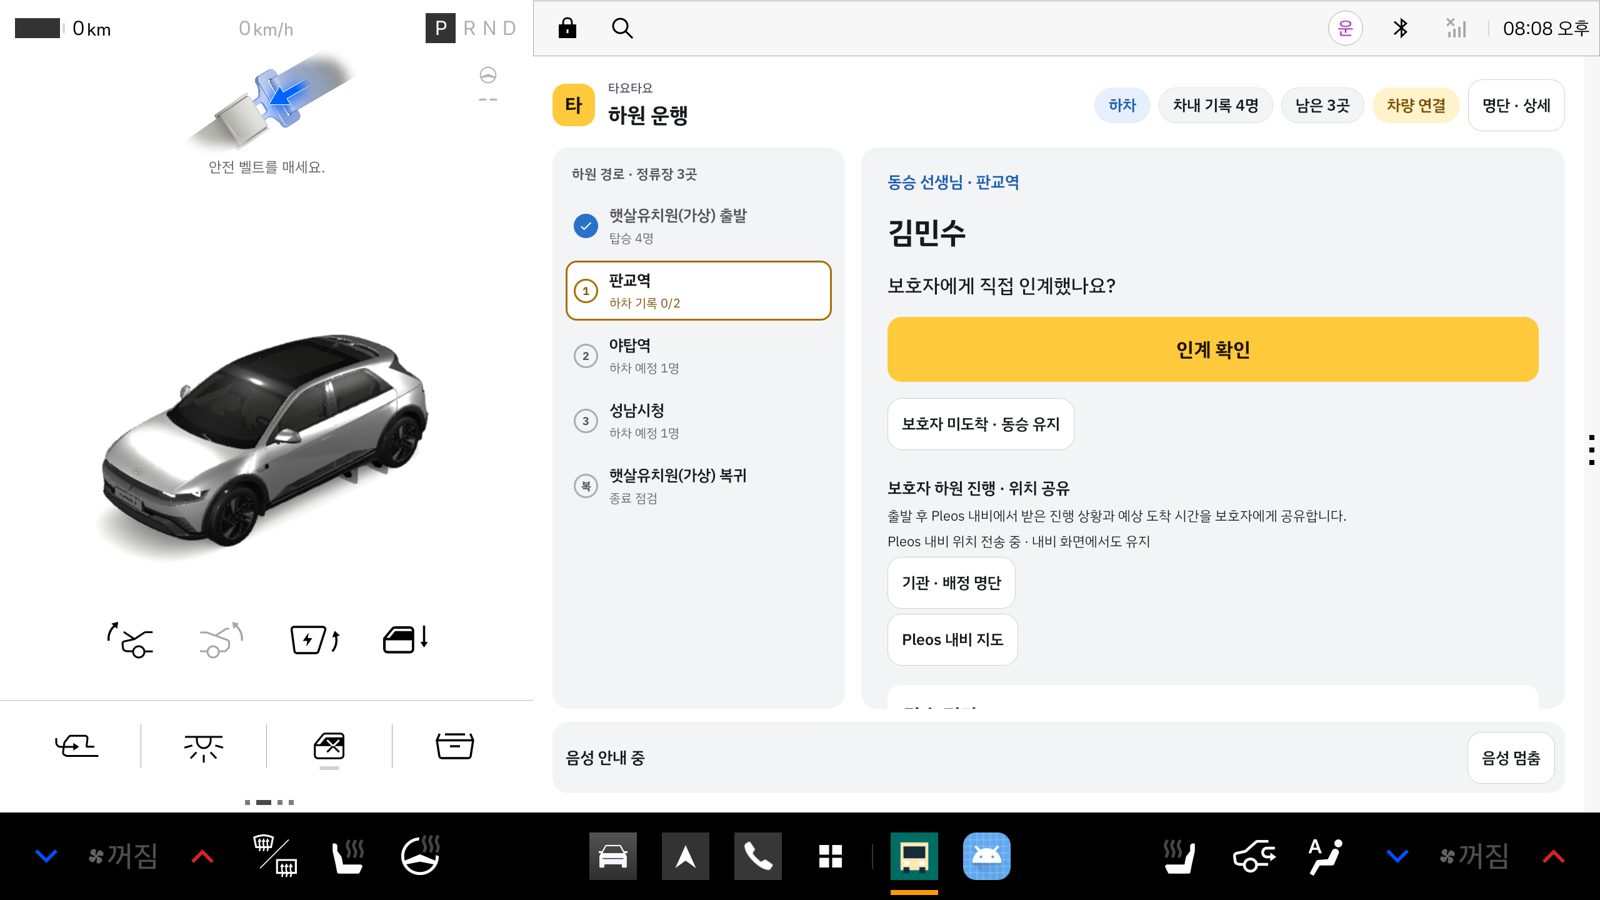 0 km
0 km/h
P R N D
운
08:08 오후
안전 벨트를 매세요.
--
타
타요타요
하원 운행
하차
차내 기록 4명
남은 3곳
차량 연결
명단 · 상세
하원 경로 · 정류장 3곳
햇살유치원(가상) 출발
탑승 4명
1
판교역
하차 기록 0/2
2
야탑역
하차 예정 1명
3
성남시청
하차 예정 1명
복
햇살유치원(가상) 복귀
종료 점검
동승 선생님 · 판교역
김민수
보호자에게 직접 인계했나요?
인계 확인
보호자 미도착 · 동승 유지
보호자 하원 진행 · 위치 공유
출발 후 Pleos 내비에서 받은 진행 상황과 예상 도착 시간을 보호자에게 공유합니다.
Pleos 내비 위치 전송 중 · 내비 화면에서도 유지
기관 · 배정 명단
Pleos 내비 지도
음성 안내 중
음성 멈춤
꺼짐
A
꺼짐